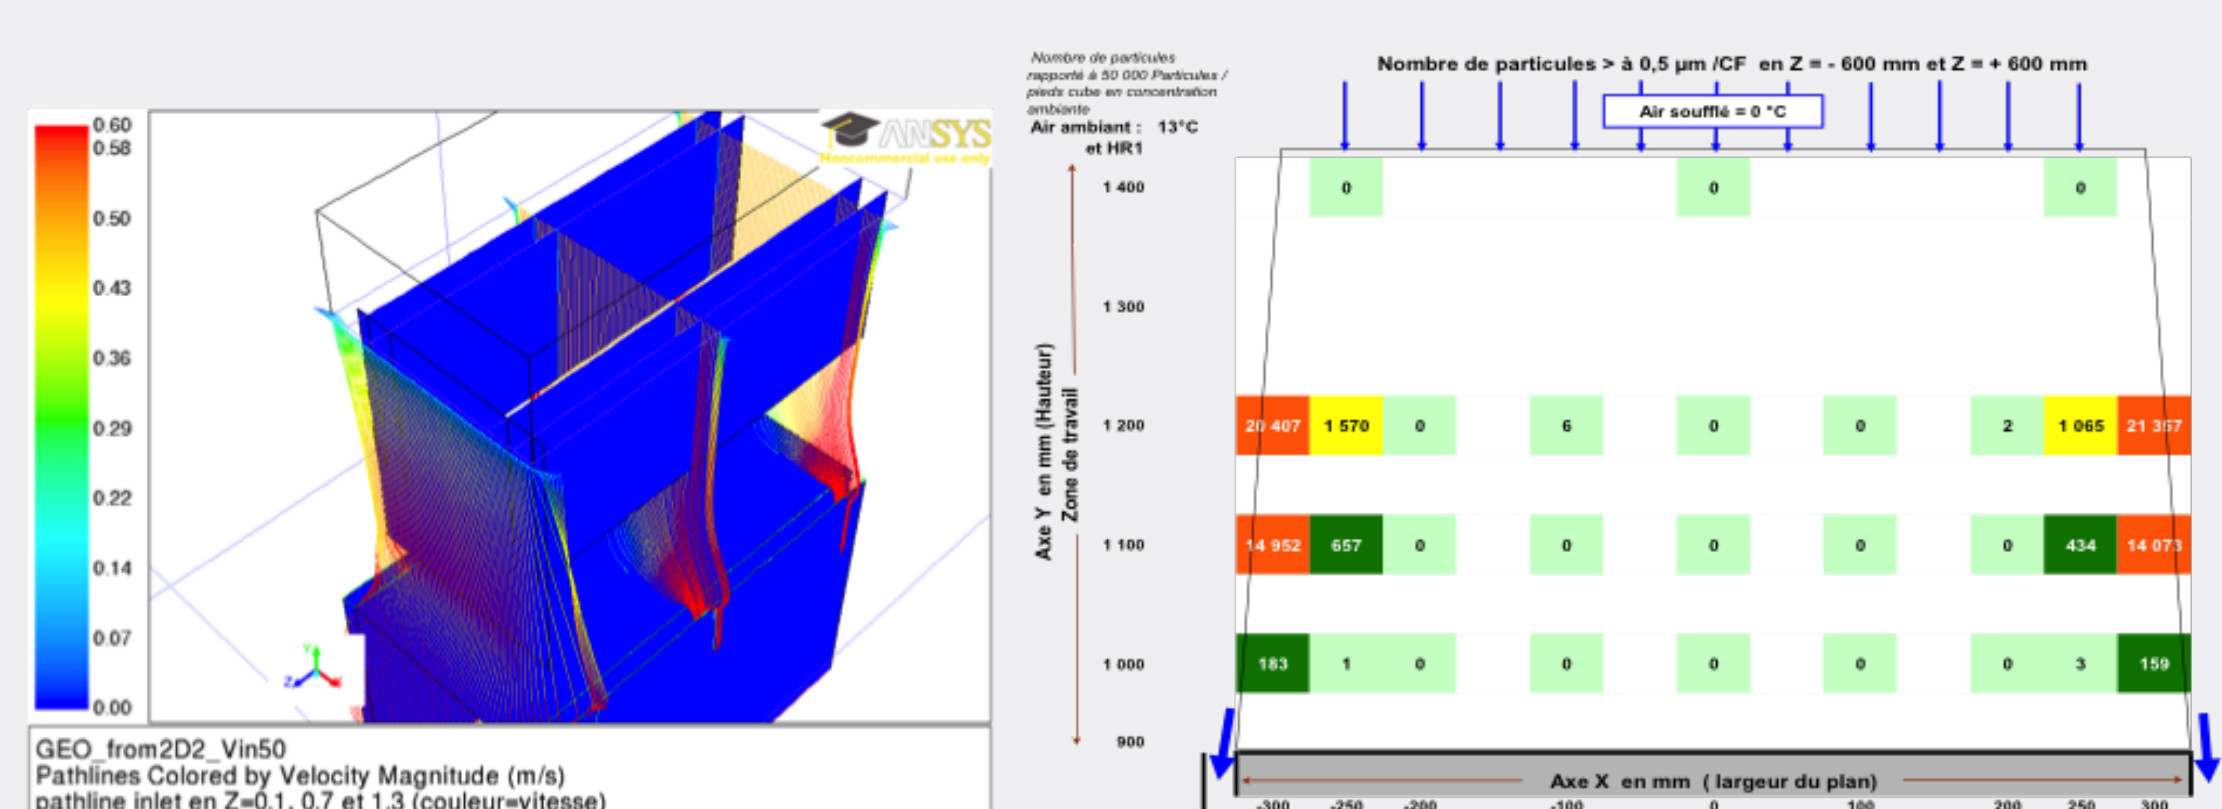 0.60
0.58
0.50
0.43
0.36
0.29
0.22
0.14
0.07
0.00
ANSYS
Noncommercial use only
Y
Z
X
GEO_from2D2_Vin50
Pathlines Colored by Velocity Magnitude (m/s)
pathline inlet en Z=0.1, 0.7 et 1.3 (couleur=vitesse)
Nombre de particules
rapporté à 50 000 Particules /
pieds cube en concentration
ambiante
Air ambiant : 13°C
et HR1
Nombre de particules > à 0,5 µm /CF en Z = - 600 mm et Z = + 600 mm
Air soufflé = 0 °C
Axe Y en mm (Hauteur)
Zone de travail
1 400 0 0 0
1 300
1 200 20 407 1 570 0 6 0 0 2 1 065 21 357
1 100 14 952 657 0 0 0 0 0 434 14 073
1 000 183 1 0 0 0 0 0 3 159
900
Axe X en mm ( largeur du plan)
-300 -250 -200 -100 0 100 200 250 300